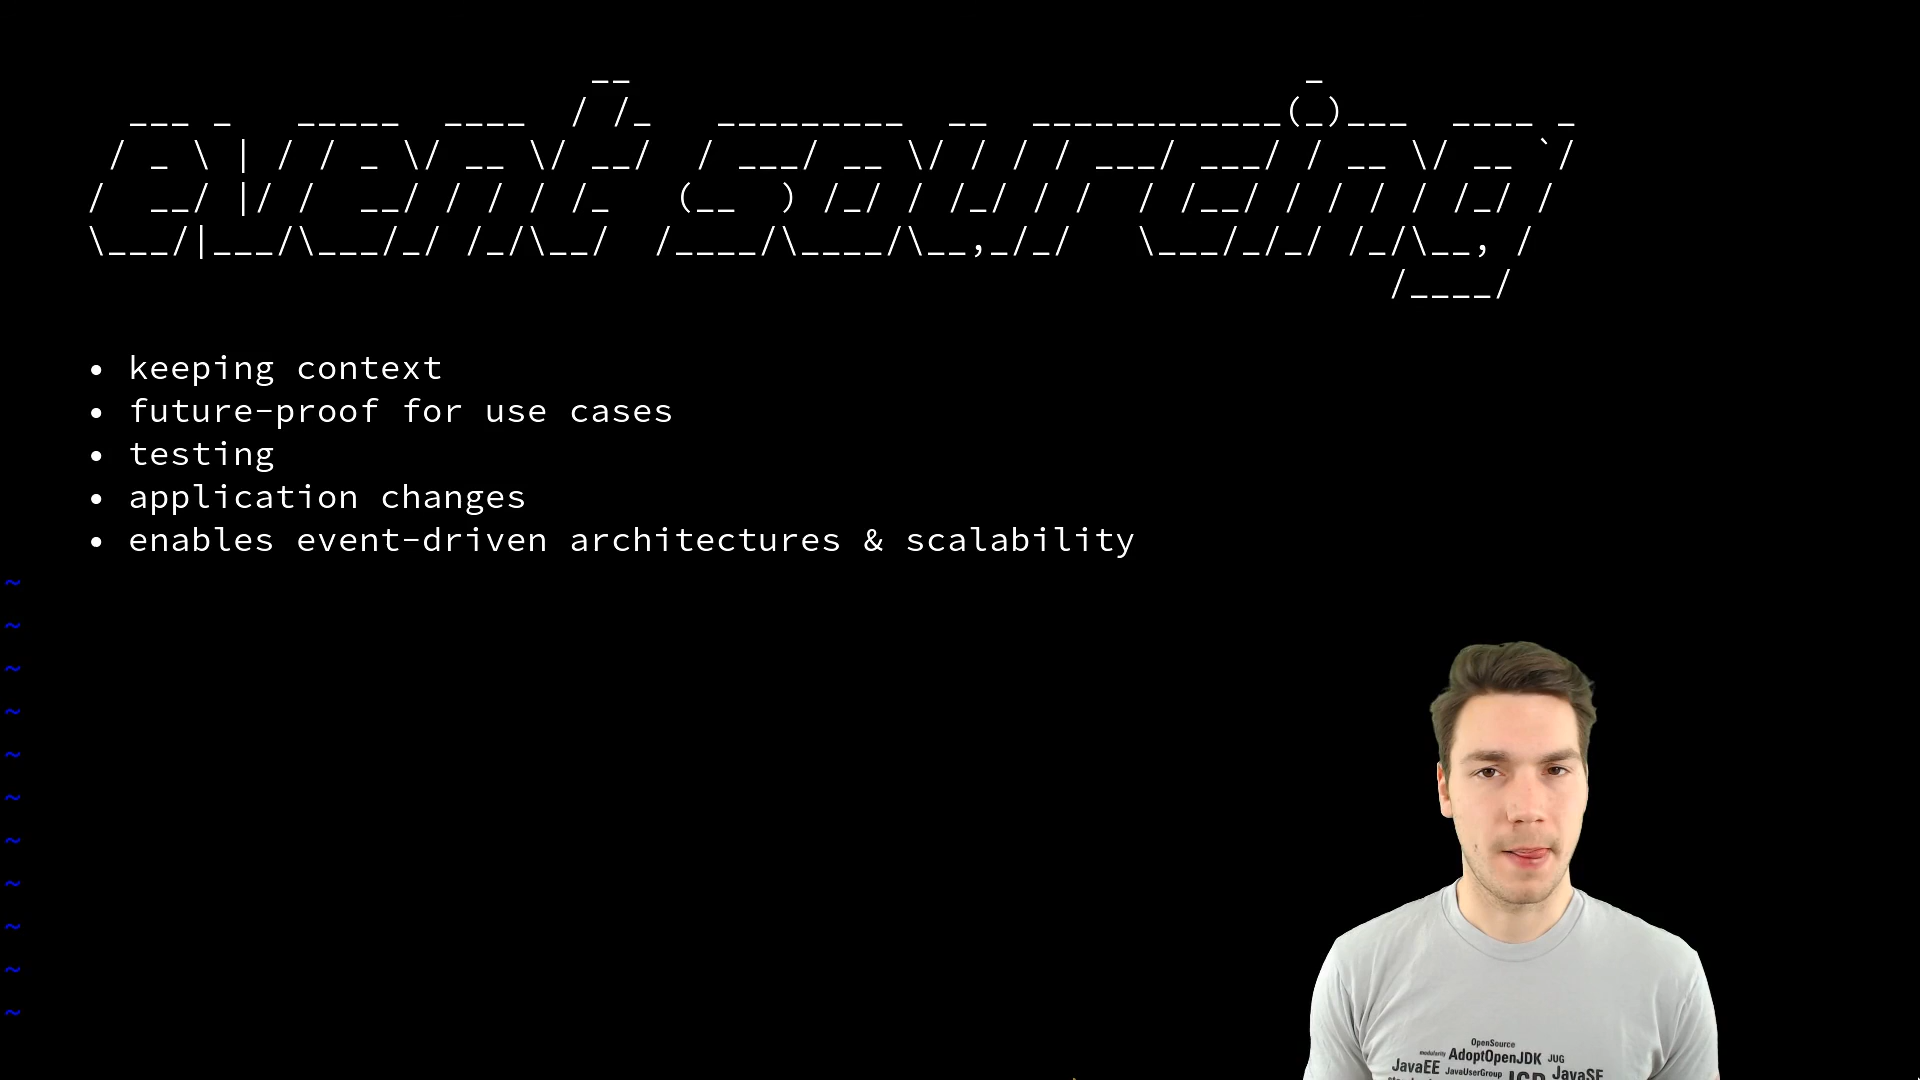 event sourcing
• keeping context
• future-proof for use cases
• testing
• application changes
• enables event-driven architectures & scalability
~
~
~
~
~
~
~
~
~
~
~
OpenSource
modularity AdoptOpenJDK JUG
JavaEE JavaUserGroup JavaSE